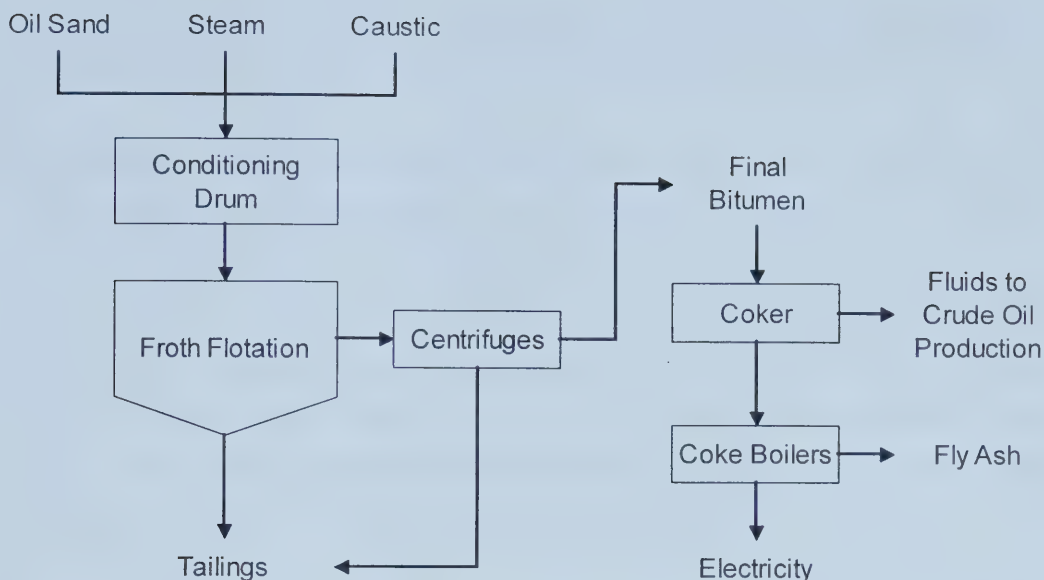 Oil Sand
Steam
Caustic
Conditioning
Drum
Froth Flotation
Centrifuges
Tailings
Final
Bitumen
Coker
Fluids to
Crude Oil
Production
Coke Boilers
Fly Ash
Electricity